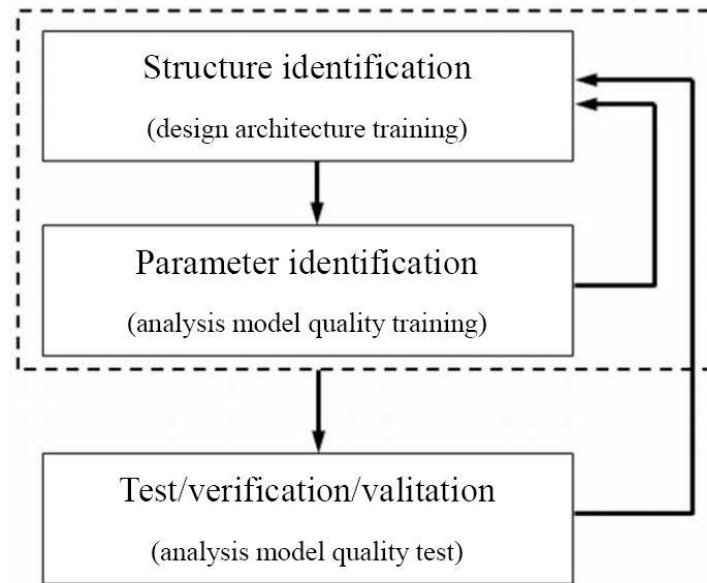 Structure identification
(design architecture training)
Parameter identification
(analysis model quality training)
Test/verification/valitation
(analysis model quality test)